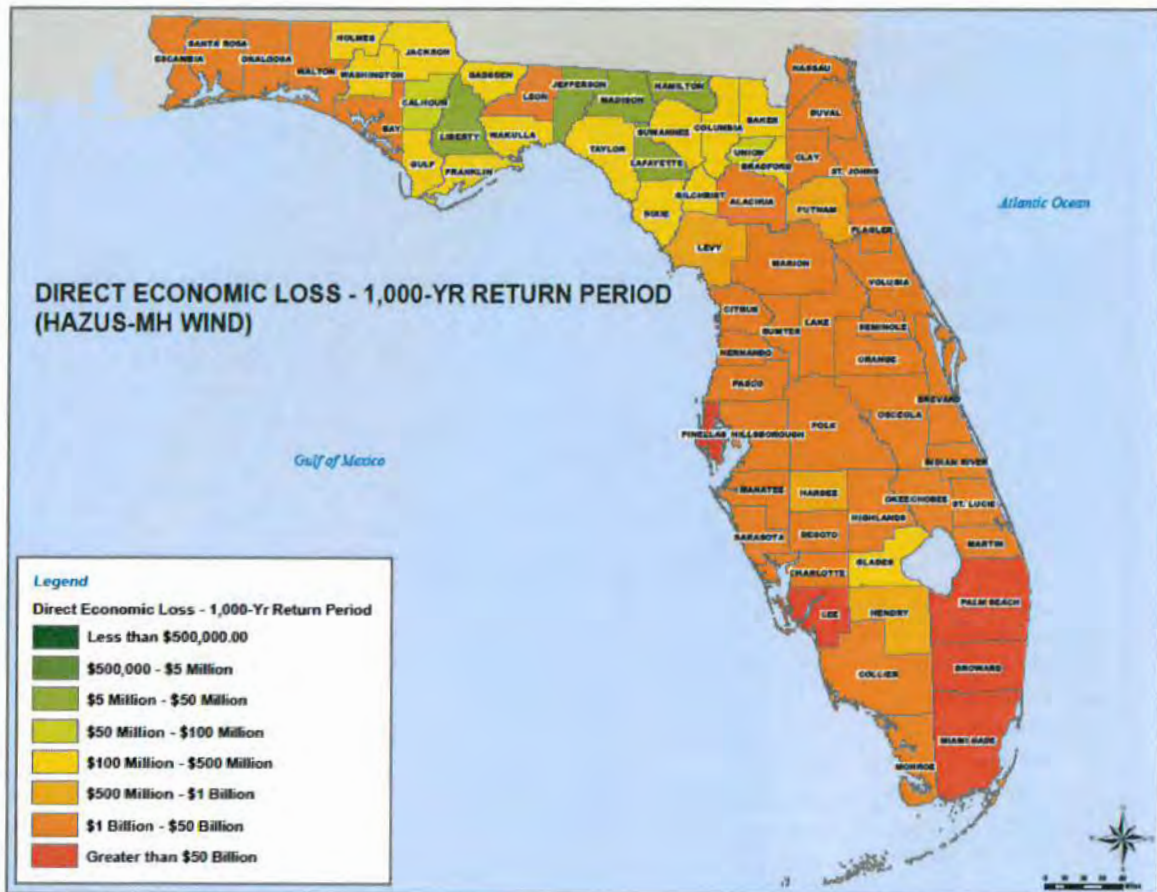 HOLMES
JACKSON
SANTA ROSA
ESCAMBIA
OKALOOSA
WALTON
WASHINGTON
GADSDEN
CALHOUN
LEON
JEFFERSON
MADISON
HAMILTON
NASSAU
DUVAL
BAKER
COLUMBIA
SUWANNEE
BAY
LIBERTY
WAKULLA
TAYLOR
LAFAYETTE
UNION
BRADFORD
CLAY
ST. JOHNS
GULF
FRANKLIN
GILCHRIST
DIXIE
ALACHUA
PUTNAM
FLAGLER
Atlantic Ocean
LEVY
MARION
VOLUSIA
DIRECT ECONOMIC LOSS - 1,000-YR RETURN PERIOD
(HAZUS-MH WIND)
CITRUS
SUMTER
LAKE
SEMINOLE
HERNANDO
ORANGE
PASCO
BREVARD
OSCEOLA
POLK
PINELLAS
HILLSBOROUGH
Gulf of Mexico
INDIAN RIVER
MANATEE
HARDEE
OKEECHOBEE
ST. LUCIE
HIGHLANDS
SARASOTA
DESOTO
MARTIN
CHARLOTTE
GLADES
LEE
HENDRY
PALM BEACH
BROWARD
COLLIER
MIAMI-DADE
MONROE
Legend
Direct Economic Loss - 1,000-Yr Return Period
Less than $500,000.00
$500,000 - $5 Million
$5 Million - $50 Million
$50 Million - $100 Million
$100 Million - $500 Million
$500 Million - $1 Billion
$1 Billion - $50 Billion
Greater than $50 Billion